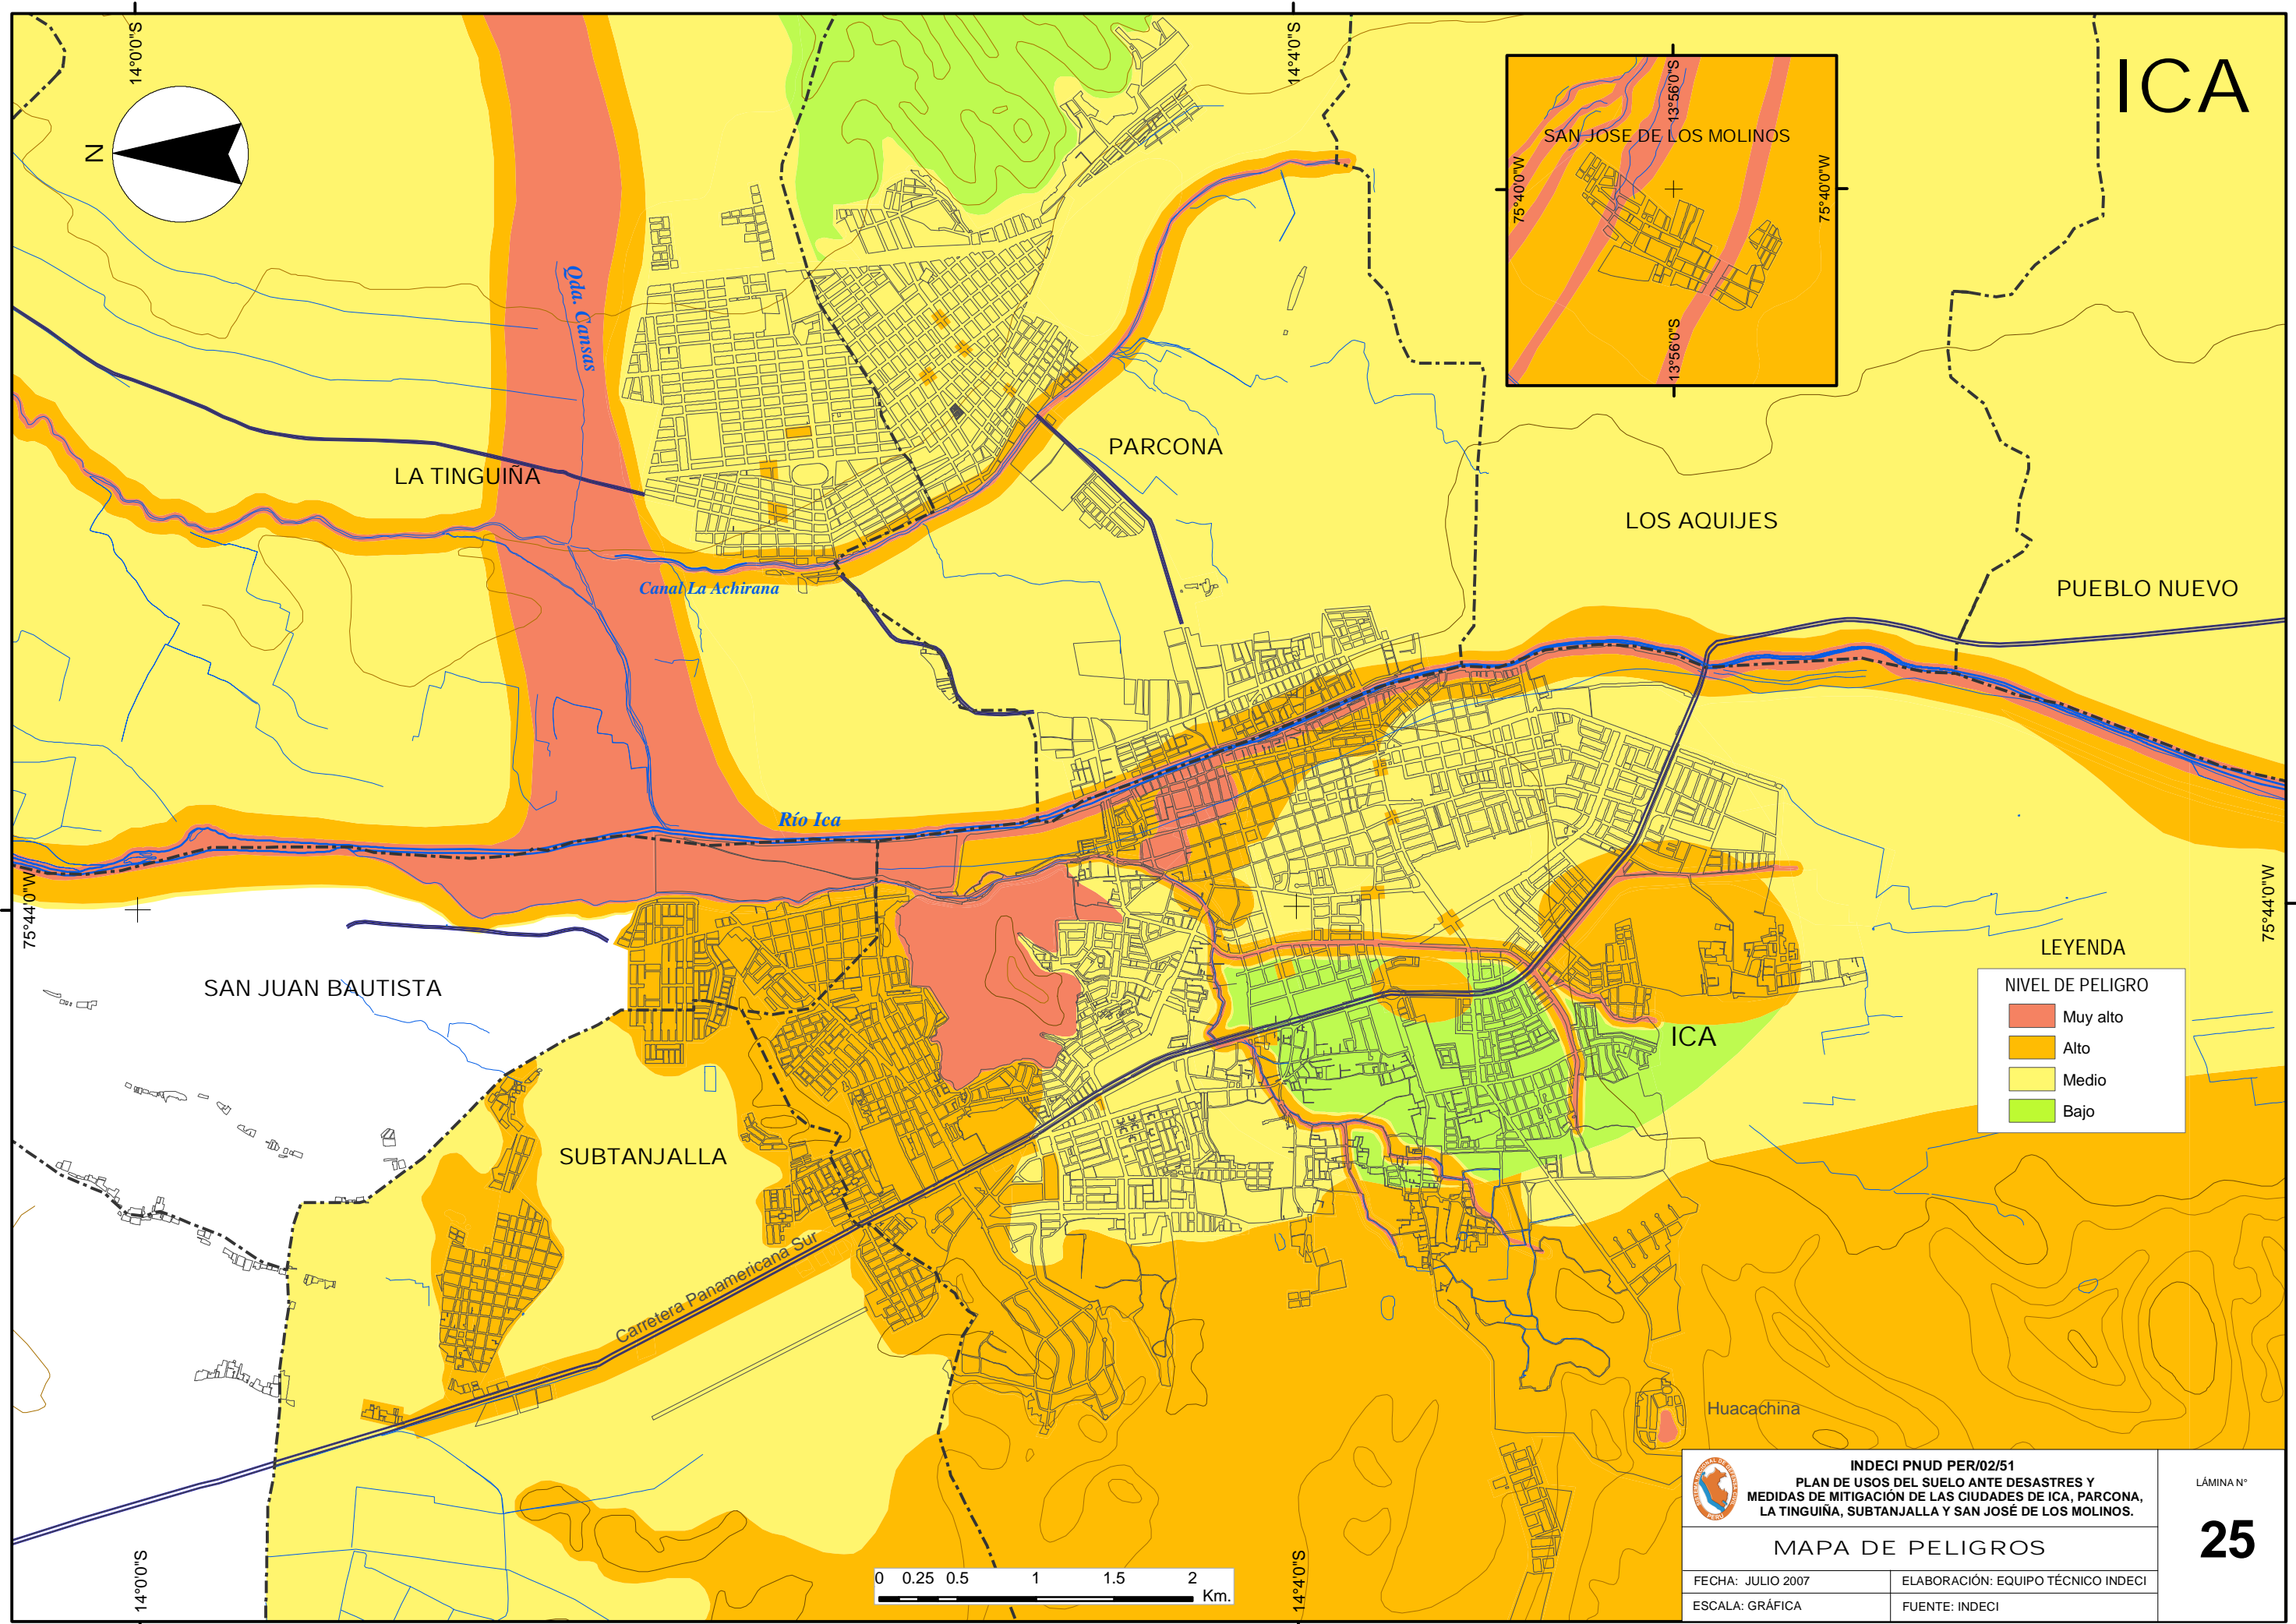 14°0'0"S
14°4'0"S
ICA
N
13°56'0"S
SAN JOSE DE LOS MOLINOS
75°40'0"W
75°40'0"W
13°56'0"S
Qda. Cansas
LA TINGUIÑA
PARCONA
LOS AQUIJES
PUEBLO NUEVO
Canal La Achirana
Río Ica
75°44'0"W
75°44'0"W
SAN JUAN BAUTISTA
LEYENDA
NIVEL DE PELIGRO
Muy alto
Alto
Medio
Bajo
ICA
SUBTANJALLA
Carretera Panamericana Sur
Huacachina
INDECI PNUD PER/02/51
PLAN DE USOS DEL SUELO ANTE DESASTRES Y
MEDIDAS DE MITIGACIÓN DE LAS CIUDADES DE ICA, PARCONA,
LA TINGUIÑA, SUBTANJALLA Y SAN JOSÉ DE LOS MOLINOS.
LÁMINA N°
25
MAPA DE PELIGROS
FECHA: JULIO 2007
ELABORACIÓN: EQUIPO TÉCNICO INDECI
ESCALA: GRÁFICA
FUENTE: INDECI
0 0.25 0.5 1 1.5 2
Km.
14°0'0"S
14°4'0"S
PERU